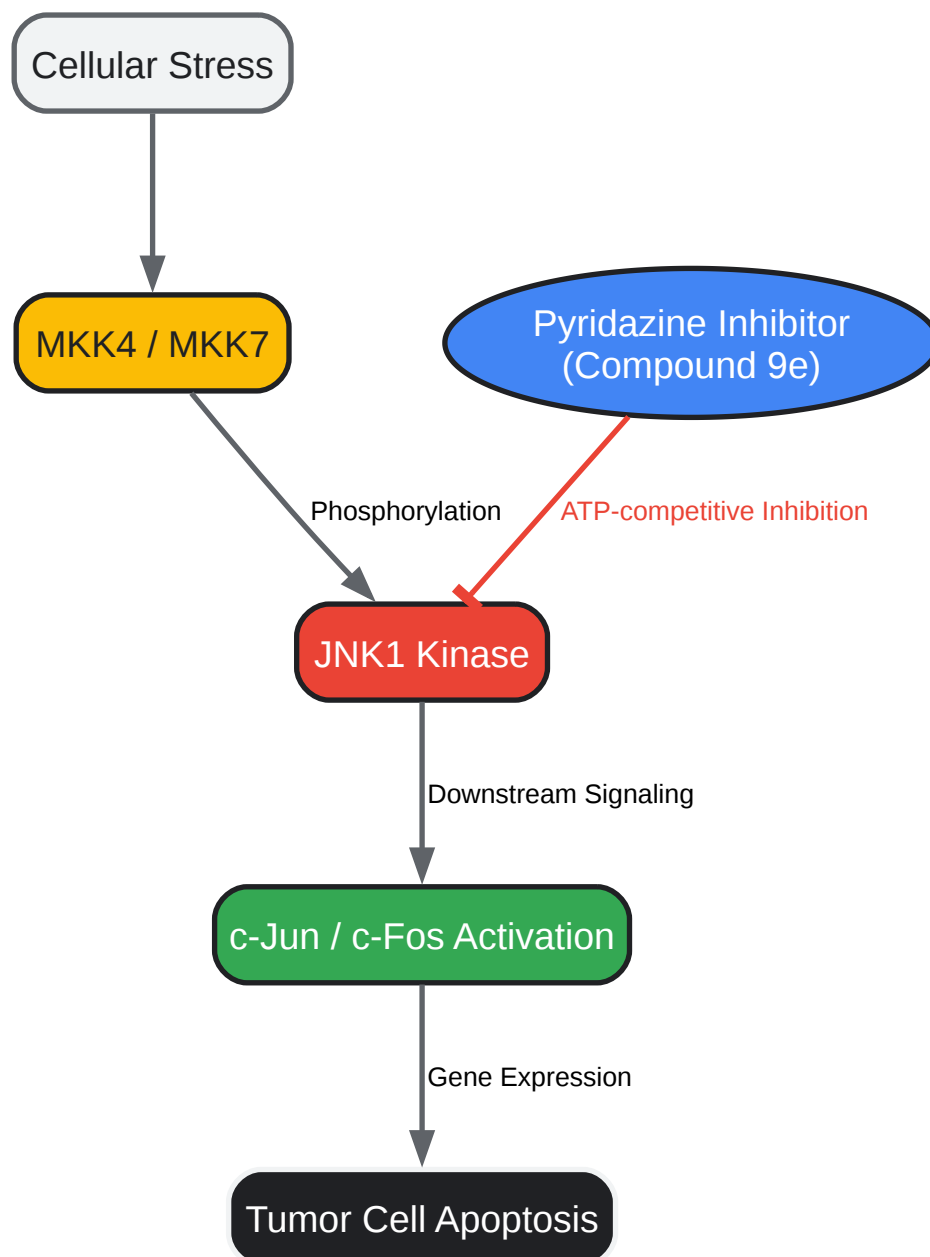 Cellular Stress
MKK4 / MKK7
Pyridazine Inhibitor
(Compound 9e)
Phosphorylation
ATP-competitive Inhibition
JNK1 Kinase
Downstream Signaling
c-Jun / c-Fos Activation
Gene Expression
Tumor Cell Apoptosis